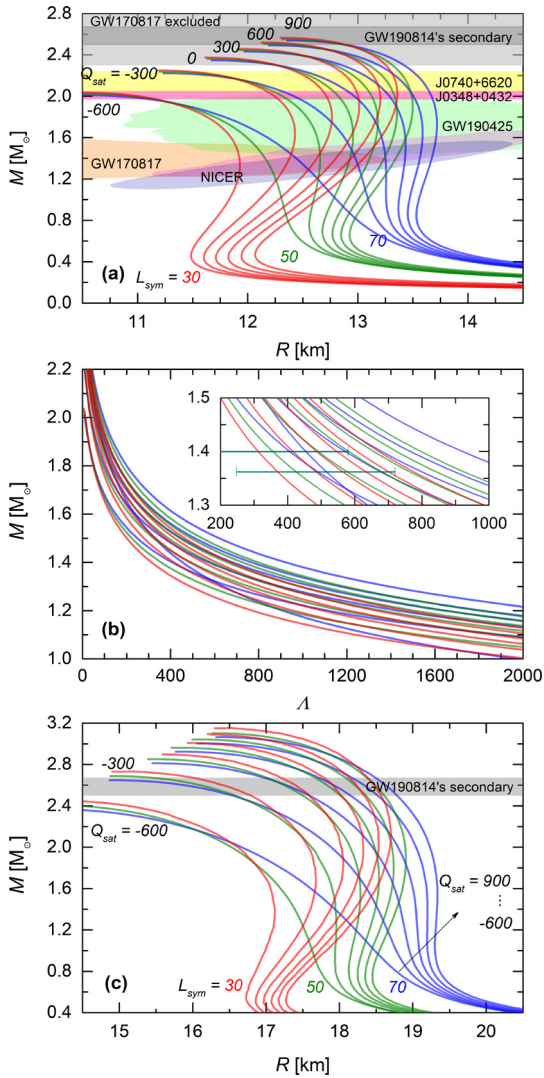 GW170817 excluded
900
600
300
0
GW190814's secondary
Q_sat = -300
J0740+6620
J0348+0432
-600
GW190425
GW170817
NICER
70
50
L_sym = 30
(a)
2.8
2.4
2.0
1.6
1.2
0.8
0.4
0.0
M [M⊙]
11 12 13 14
R [km]
2.2
2.0
1.8
1.6
1.4
1.2
1.0
M [M⊙]
1.5
1.4
1.3
200 400 600 800 1000
(b)
0 400 800 1200 1600 2000
Λ
3.2
2.8
2.4
2.0
1.6
1.2
0.8
0.4
M [M⊙]
-300
GW190814's secondary
Q_sat = -600
Q_sat = 900
⋮
-600
L_sym = 30
50
70
(c)
15 16 17 18 19 20
R [km]